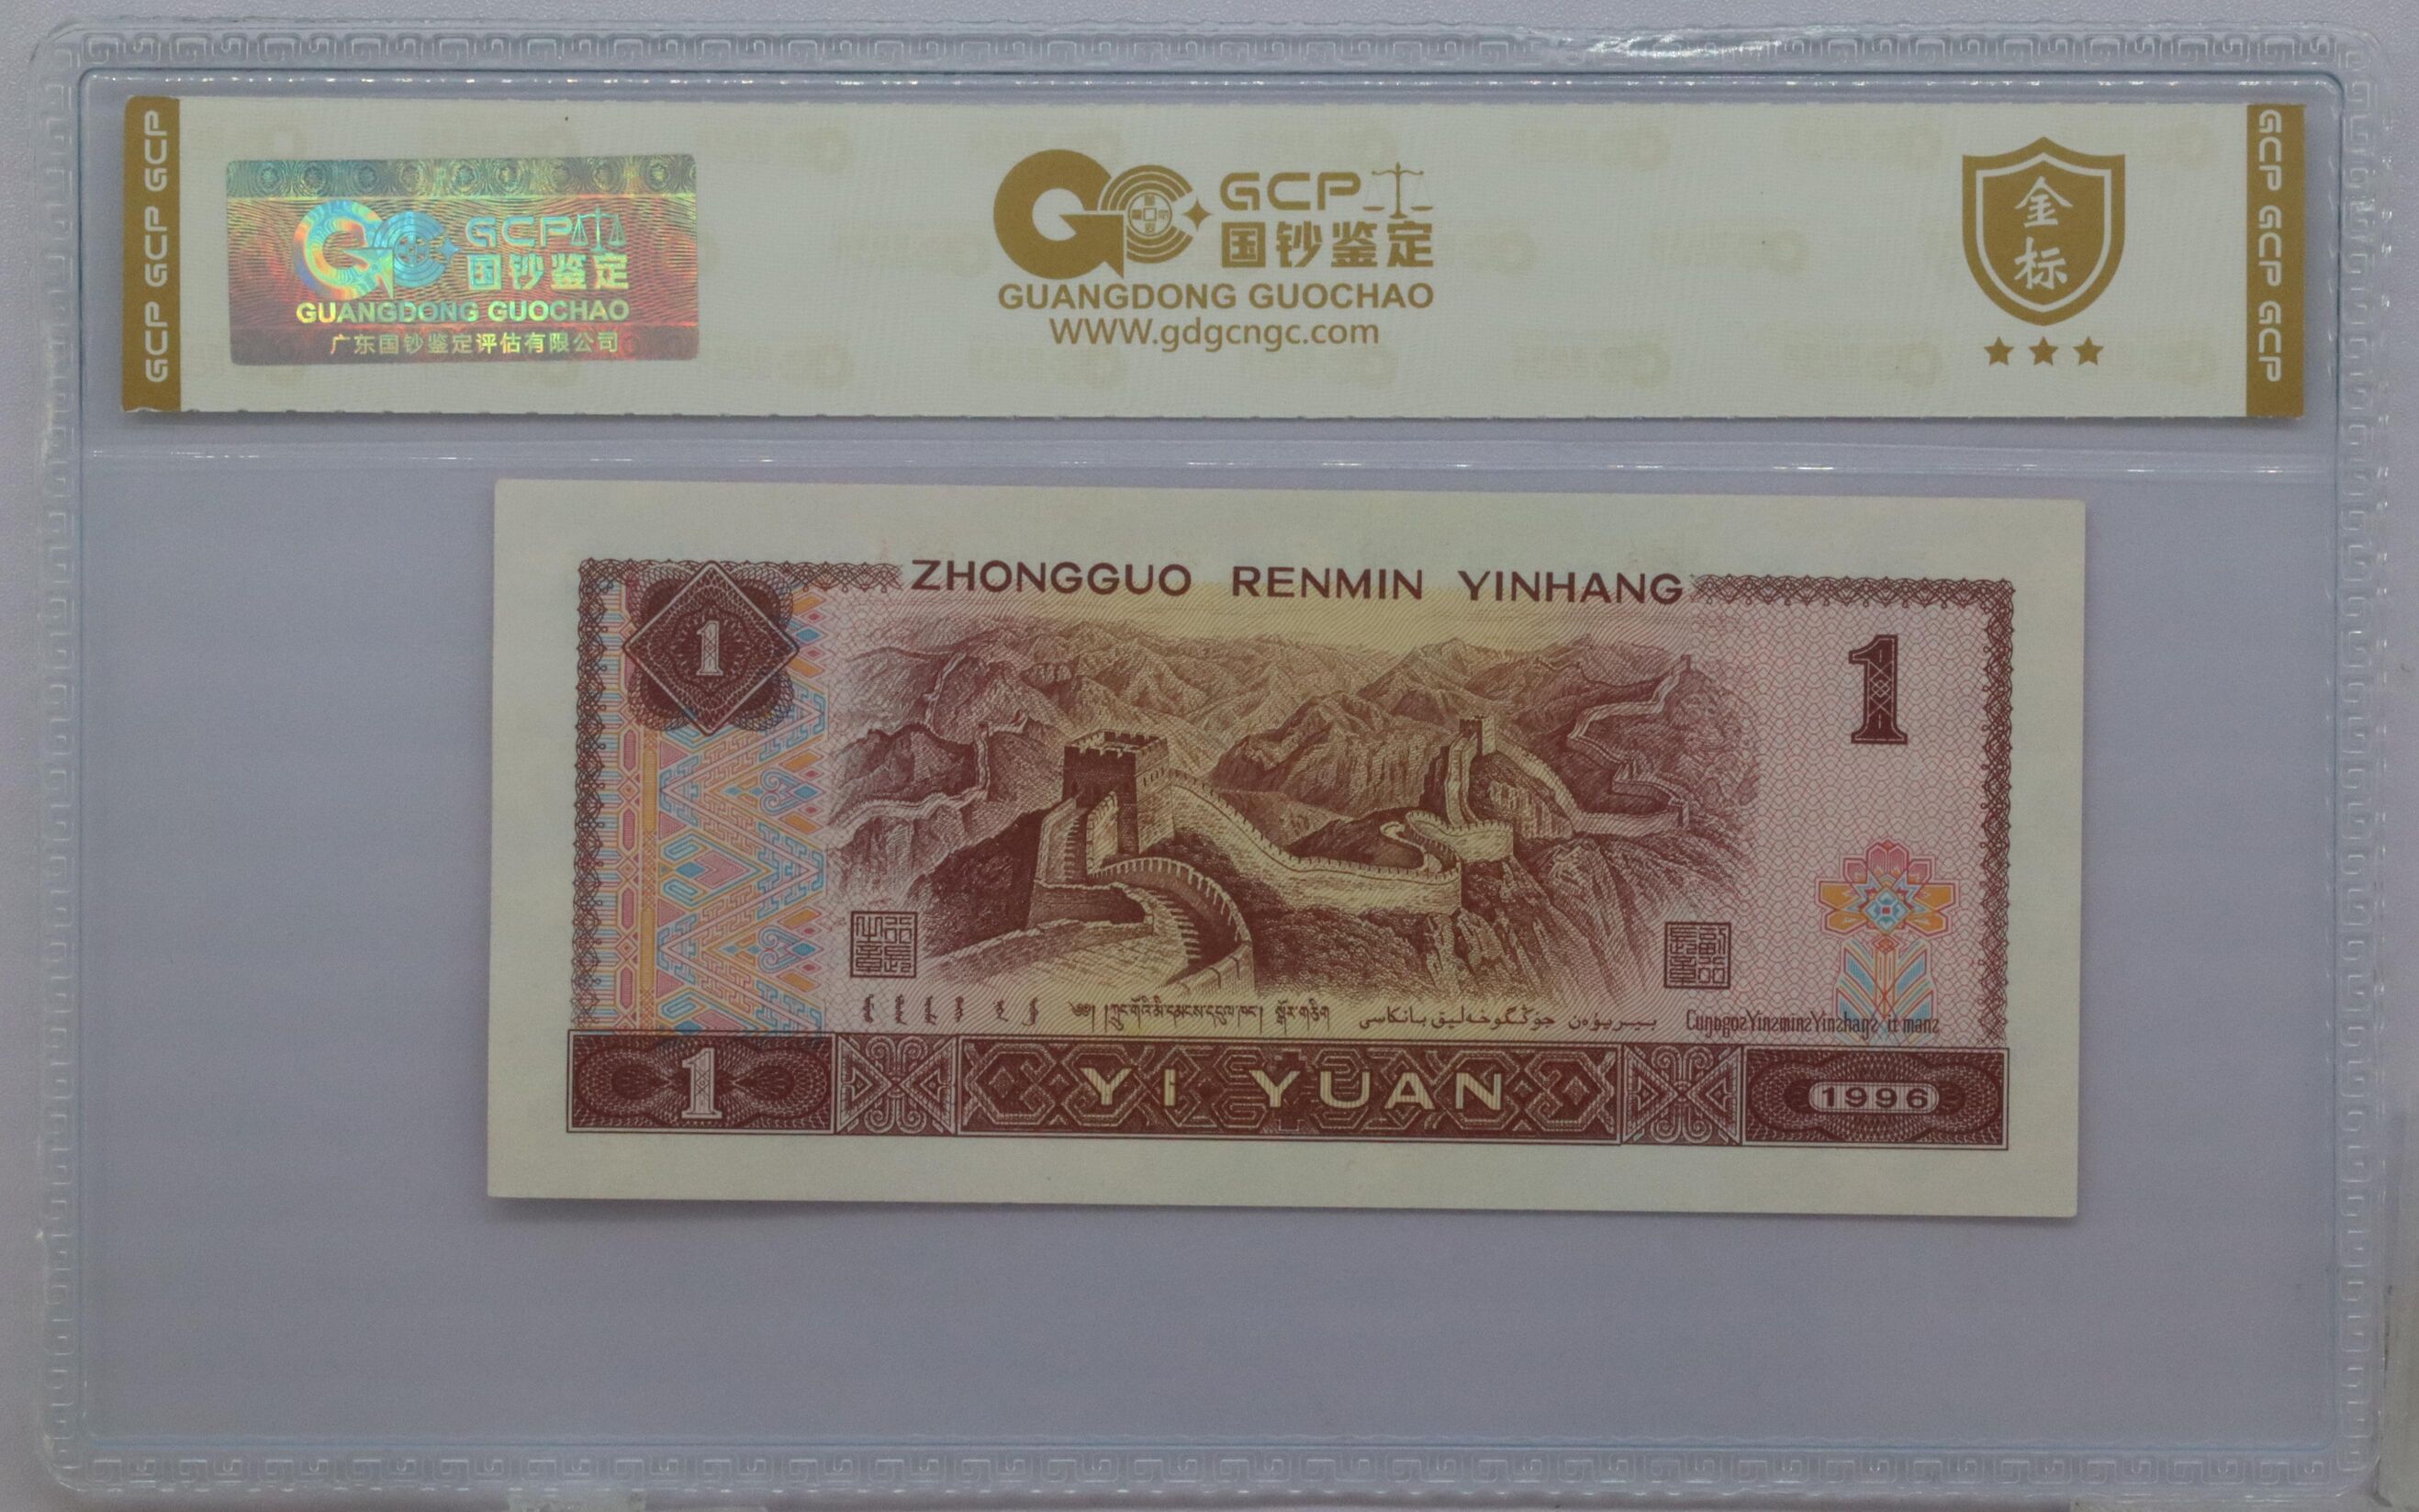 GCP GCP GCP
GCP
国钞鉴定
GUANGDONG GUOCHAO
广东国钞鉴定评估有限公司
GCP
国钞鉴定
GUANGDONG GUOCHAO
WWW.gdgcngc.com
金
标
GCP GCP GCP
ZHONGGUO RENMIN YINHANG
1
1
1
YI YUAN
1996